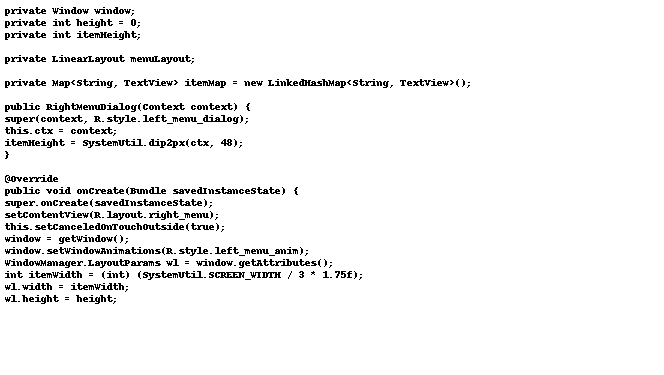 private Window window;
private int height = 0;
private int itemHeight;
private LinearLayout menuLayout;
private Map<String, TextView> itemMap = new LinkedHashMap<String, TextView>();
public RightMenuDialog(Context context) {
super(context, R.style.left_menu_dialog);
this.ctx = context;
itemHeight = SystemUtil.dip2px(ctx, 48);
}
@Override
public void onCreate(Bundle savedInstanceState) {
super.onCreate(savedInstanceState);
setContentView(R.layout.right_menu);
this.setCanceledOnTouchOutside(true);
window = getWindow();
window.setWindowAnimations(R.style.left_menu_anim);
WindowManager.LayoutParams wl = window.getAttributes();
int itemWidth = (int) (SystemUtil.SCREEN_WIDTH / 3 * 1.75f);
wl.width = itemWidth;
wl.height = height;